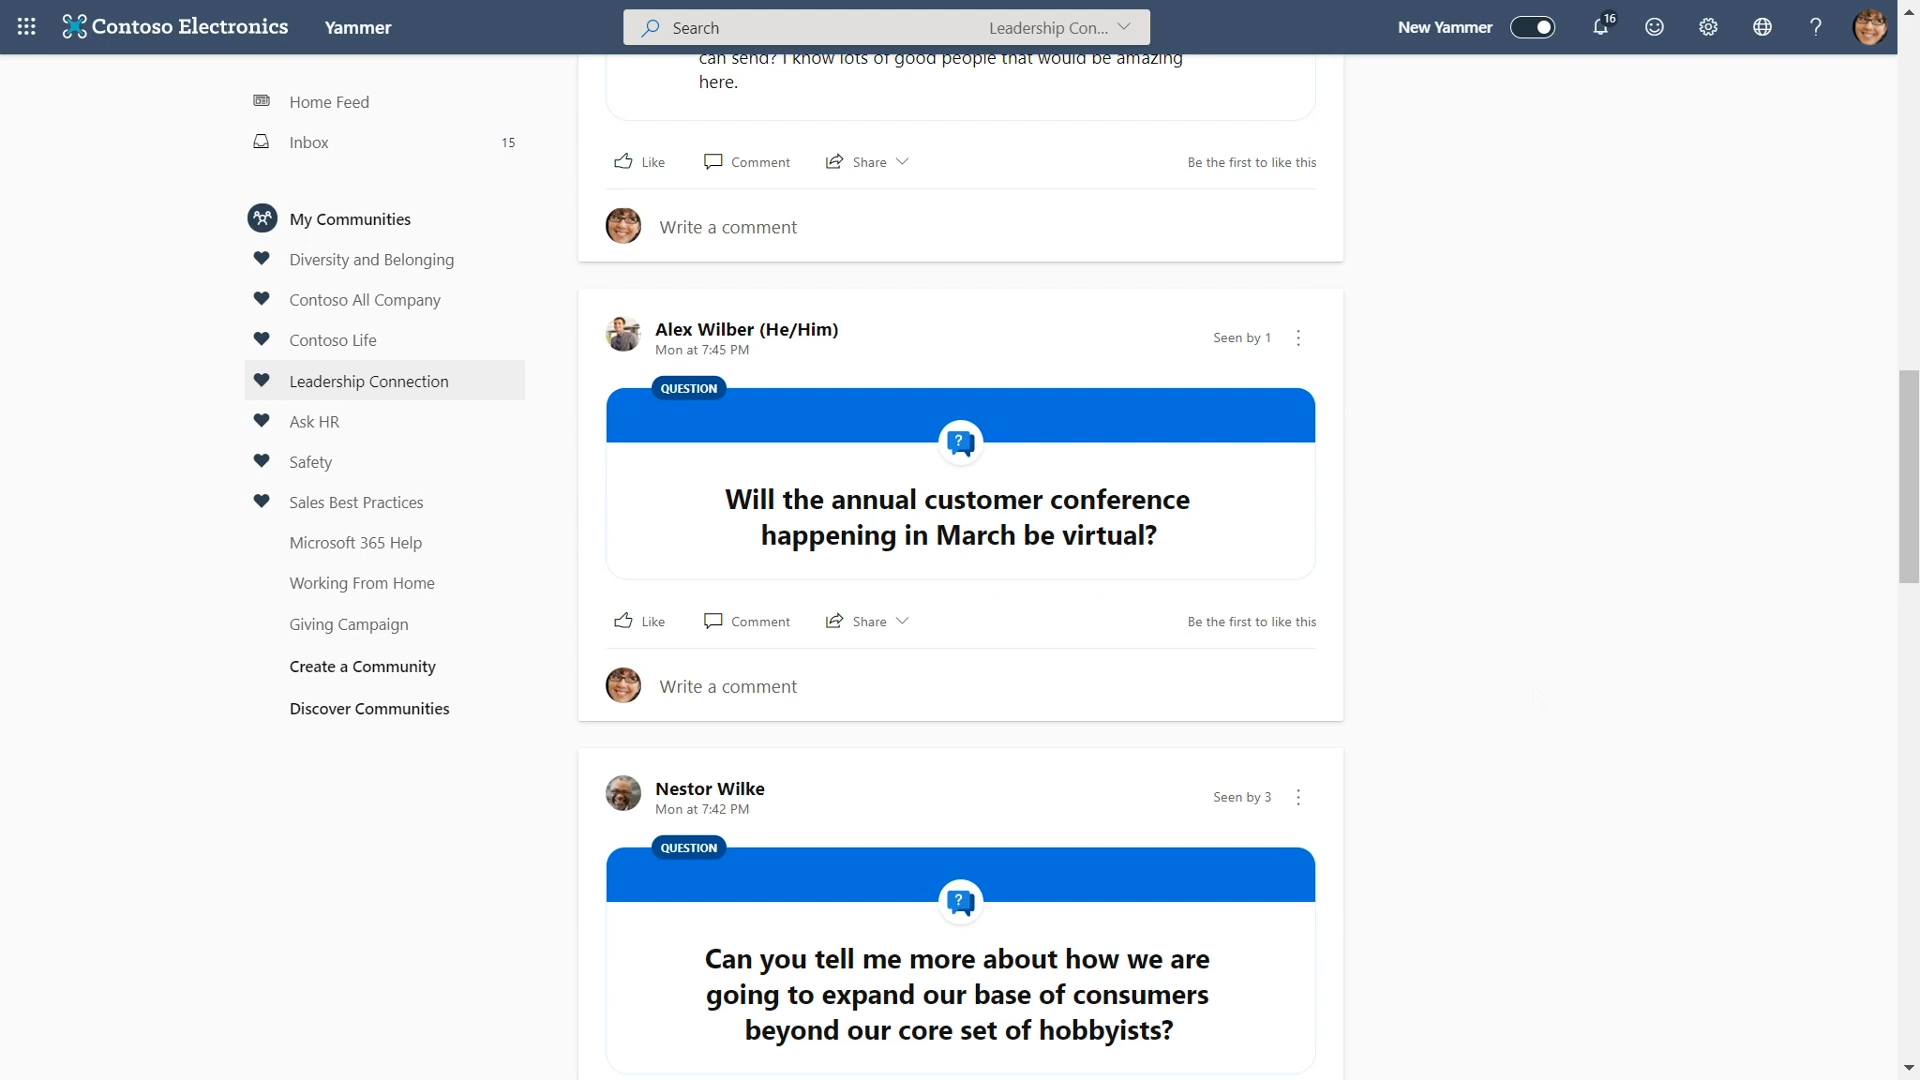 Contoso Electronics
Yammer
Search
Leadership Con...
New Yammer
16
?
can send? I know lots of good people that would be amazing
here.
Like
Comment
Share
Be the first to like this
Write a comment
Home Feed
Inbox
15
My Communities
Diversity and Belonging
Contoso All Company
Contoso Life
Leadership Connection
Ask HR
Safety
Sales Best Practices
Microsoft 365 Help
Working From Home
Giving Campaign
Create a Community
Discover Communities
Alex Wilber (He/Him)
Mon at 7:45 PM
Seen by 1
QUESTION
?
Will the annual customer conference
happening in March be virtual?
Like
Comment
Share
Be the first to like this
Write a comment
Nestor Wilke
Mon at 7:42 PM
Seen by 3
QUESTION
?
Can you tell me more about how we are
going to expand our base of consumers
beyond our core set of hobbyists?